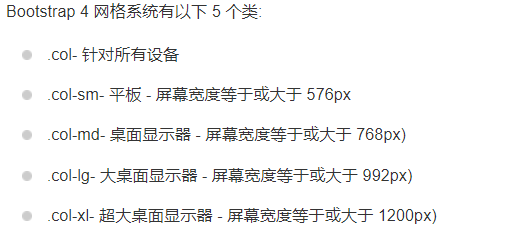 Bootstrap 4 网格系统有以下 5 个类:
.col- 针对所有设备
.col-sm- 平板 - 屏幕宽度等于或大于 576px
.col-md- 桌面显示器 - 屏幕宽度等于或大于 768px)
.col-lg- 大桌面显示器 - 屏幕宽度等于或大于 992px)
.col-xl- 超大桌面显示器 - 屏幕宽度等于或大于 1200px)